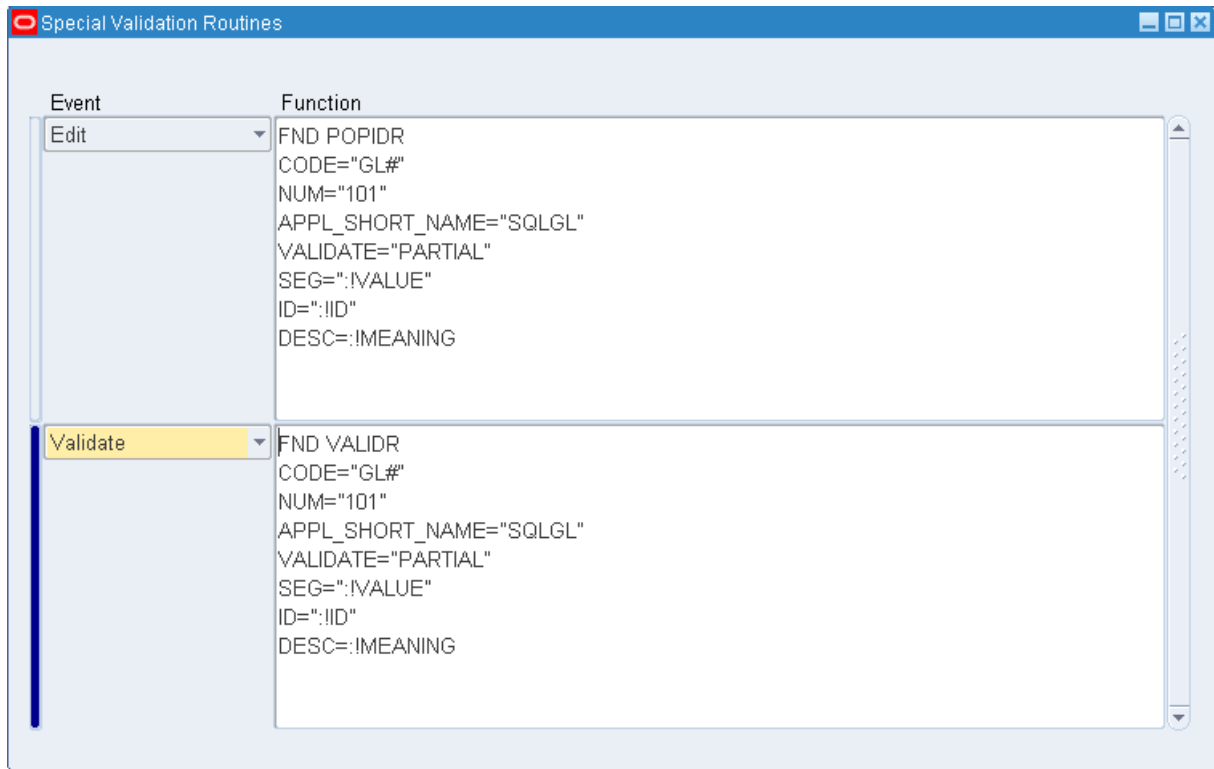 Special Validation Routines
Event Function
Edit
FND POPIDR
CODE="GL#"
NUM="101"
APPL_SHORT_NAME="SQLGL"
VALIDATE="PARTIAL"
SEG=":!VALUE"
ID=":!ID"
DESC=:!MEANING
Validate
FND VALIDR
CODE="GL#"
NUM="101"
APPL_SHORT_NAME="SQLGL"
VALIDATE="PARTIAL"
SEG=":!VALUE"
ID=":!ID"
DESC=:!MEANING